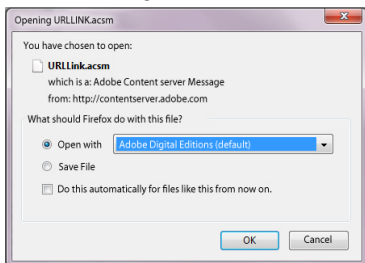 Opening URLLINK.acsm
You have chosen to open:
URLLink.acsm
which is a: Adobe Content server Message
from: http://contentserver.adobe.com
What should Firefox do with this file?
Open with Adobe Digital Editions (default)
Save File
Do this automatically for files like this from now on.
OK Cancel